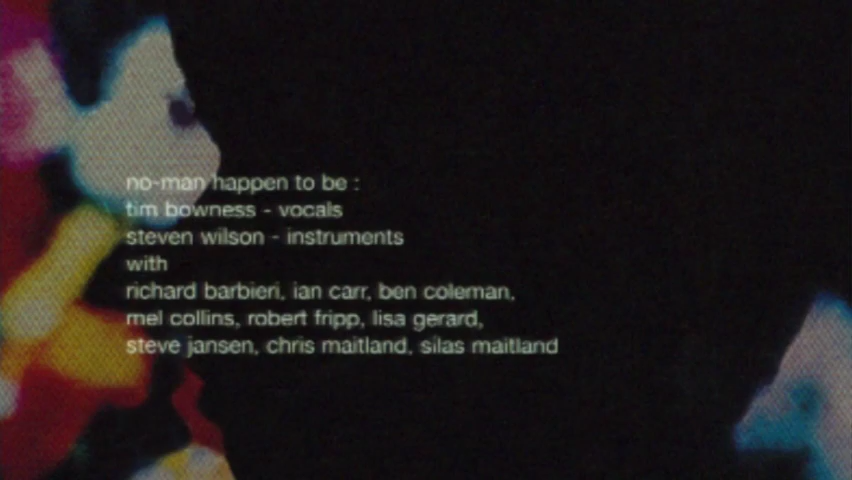 no-man happen to be :
tim bowness - vocals
steven wilson - instruments
with
richard barbieri, ian carr, ben coleman,
mel collins, robert fripp, lisa gerard,
steve jansen, chris maitland, silas maitland